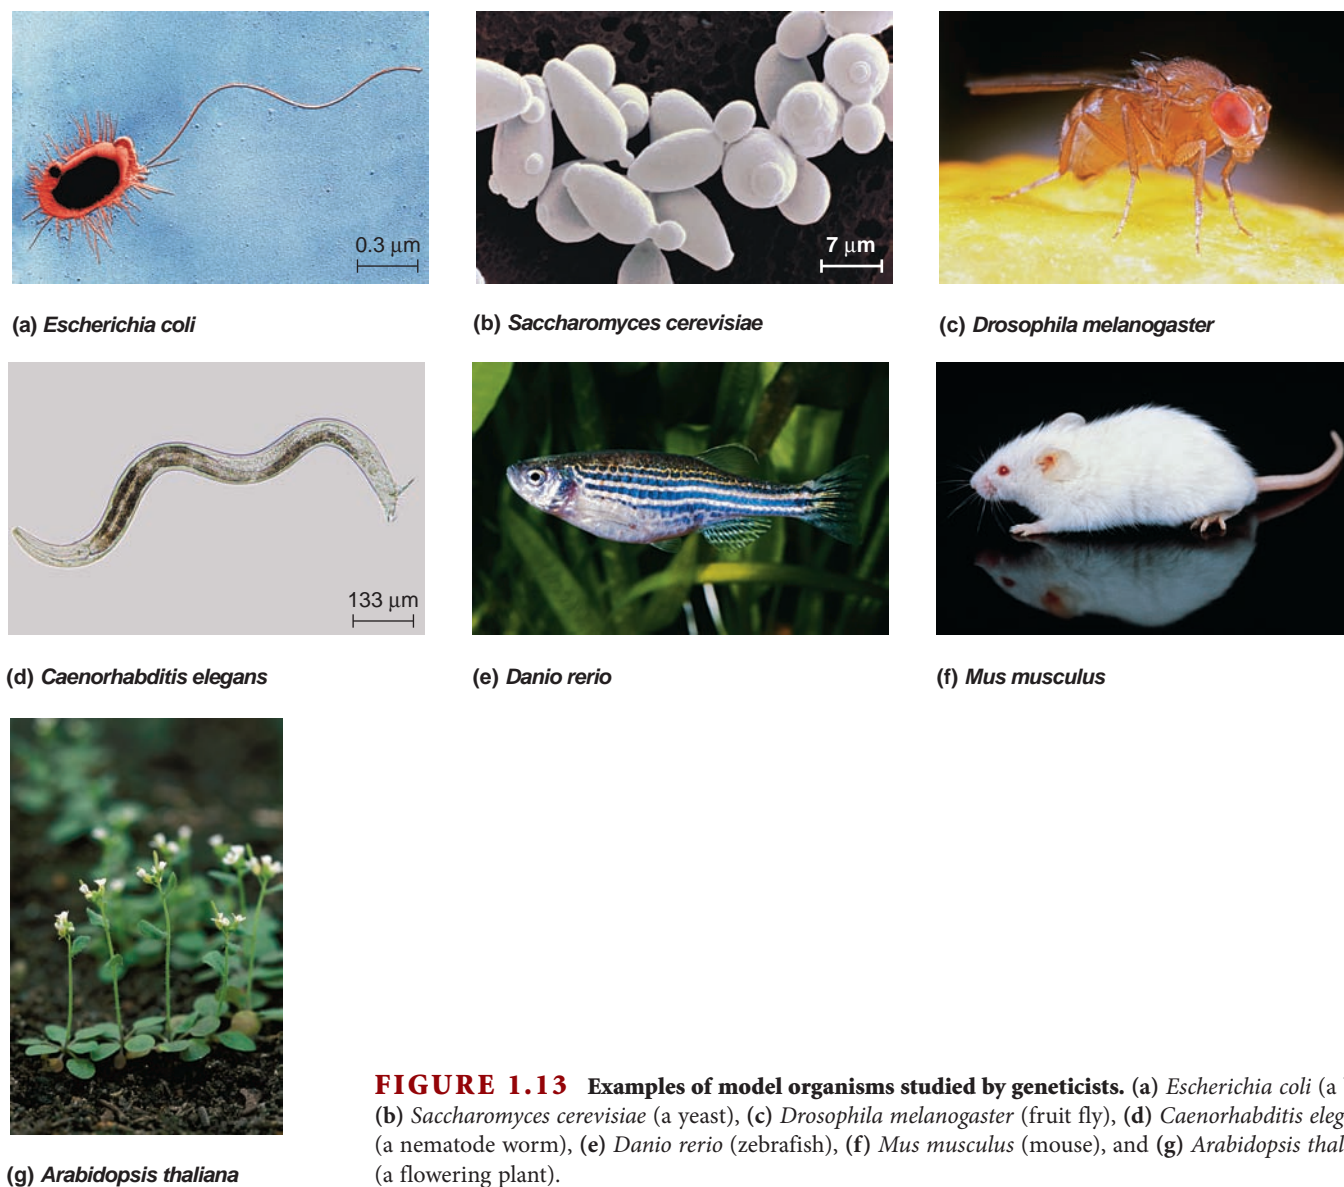 0.3 μm
7 μm
(a) Escherichia coli
(b) Saccharomyces cerevisiae
(c) Drosophila melanogaster
133 μm
(d) Caenorhabditis elegans
(e) Danio rerio
(f) Mus musculus
(g) Arabidopsis thaliana
FIGURE 1.13 Examples of model organisms studied by geneticists. (a) Escherichia coli (a
(b) Saccharomyces cerevisiae (a yeast), (c) Drosophila melanogaster (fruit fly), (d) Caenorhabditis eleg
(a nematode worm), (e) Danio rerio (zebrafish), (f) Mus musculus (mouse), and (g) Arabidopsis thal
(a flowering plant).